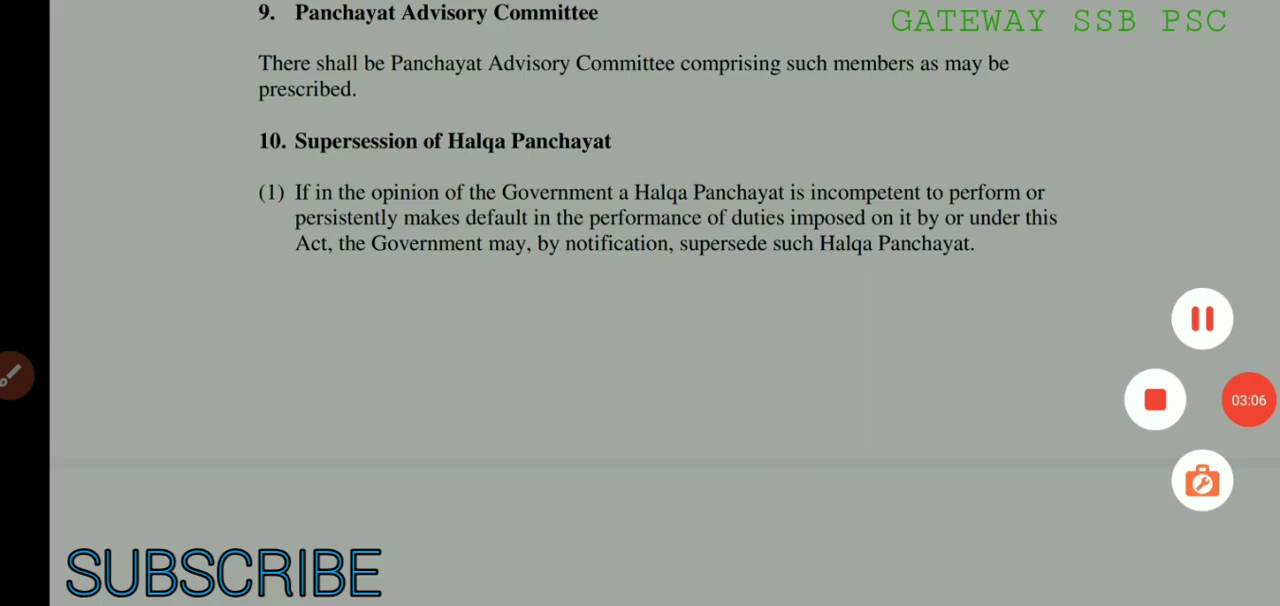 9. Panchayat Advisory Committee
GATEWAY SSB PSC
There shall be Panchayat Advisory Committee comprising such members as may be
prescribed.
10. Supersession of Halqa Panchayat
(1) If in the opinion of the Government a Halqa Panchayat is incompetent to perform or
persistently makes default in the performance of duties imposed on it by or under this
Act, the Government may, by notification, supersede such Halqa Panchayat.
03:06
SUBSCRIBE